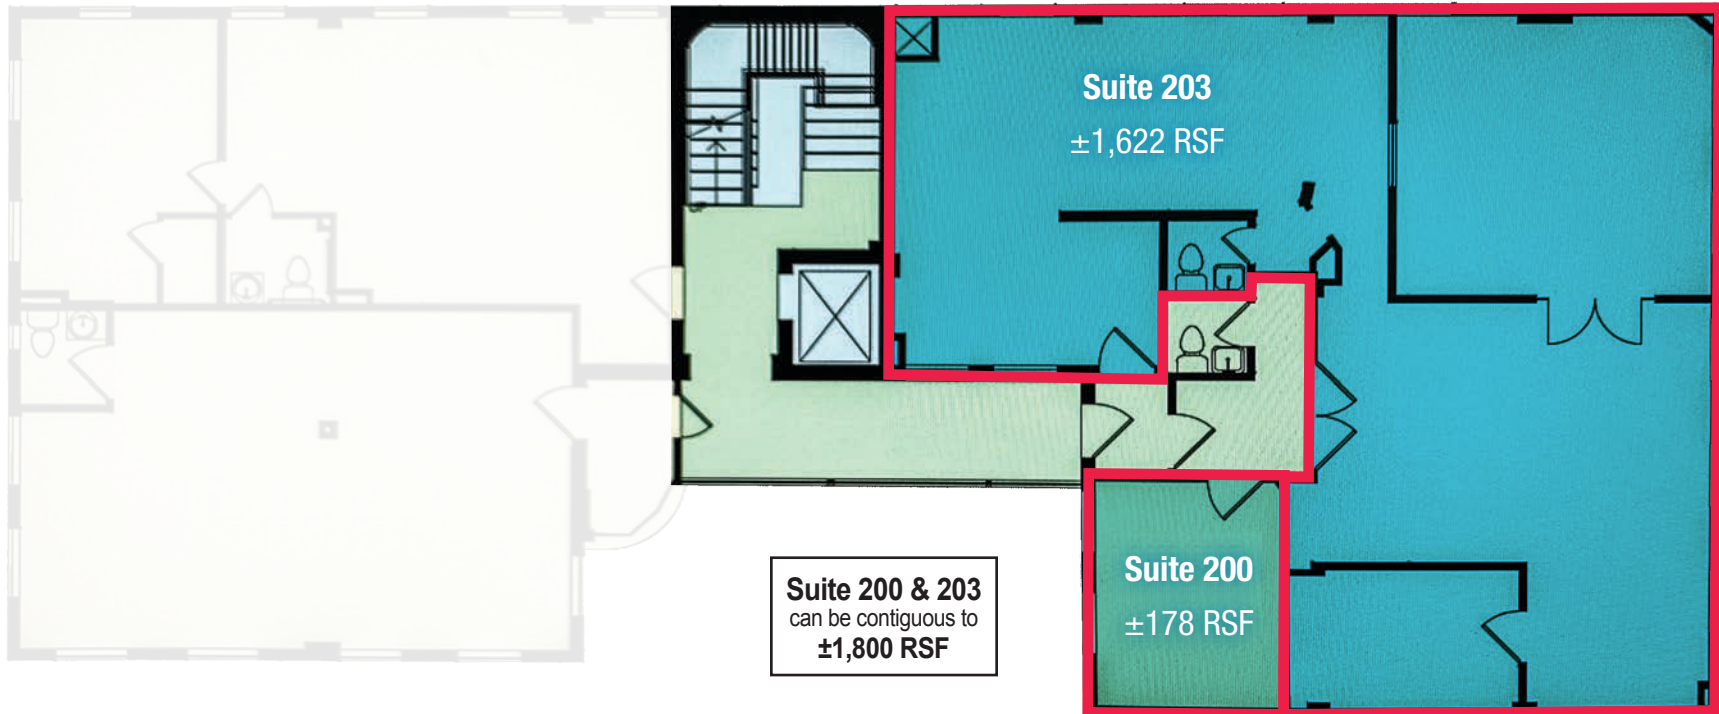 Suite 203
±1,622 RSF
Suite 200
±178 RSF
Suite 200 & 203
can be contiguous to
±1,800 RSF